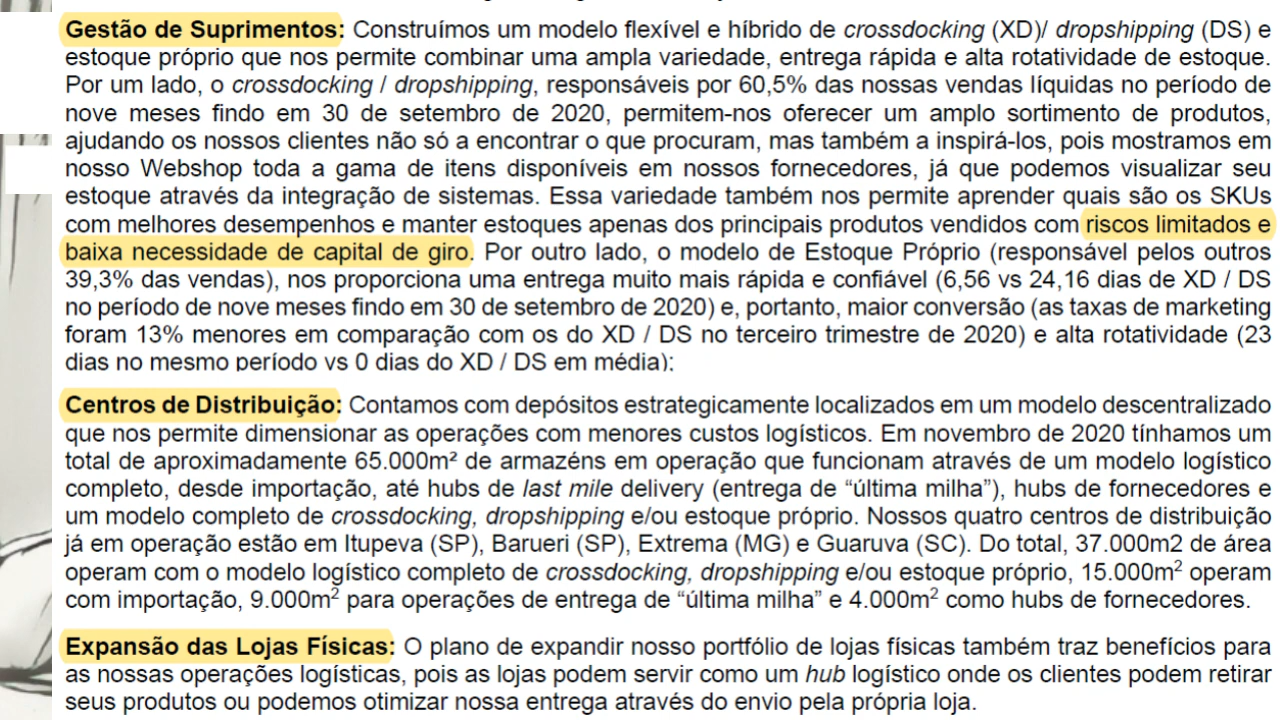 Gestão de Suprimentos: Construímos um modelo flexível e híbrido de crossdocking (XD)/ dropshipping (DS) e
estoque próprio que nos permite combinar uma ampla variedade, entrega rápida e alta rotatividade de estoque.
Por um lado, o crossdocking / dropshipping, responsáveis por 60,5% das nossas vendas líquidas no período de
nove meses findo em 30 de setembro de 2020, permitem-nos oferecer um amplo sortimento de produtos,
ajudando os nossos clientes não só a encontrar o que procuram, mas também a inspirá-los, pois mostramos em
nosso Webshop toda a gama de itens disponíveis em nossos fornecedores, já que podemos visualizar seu
estoque através da integração de sistemas. Essa variedade também nos permite aprender quais são os SKUs
com melhores desempenhos e manter estoques apenas dos principais produtos vendidos com riscos limitados e
baixa necessidade de capital de giro. Por outro lado, o modelo de Estoque Próprio (responsável pelos outros
39,3% das vendas), nos proporciona uma entrega muito mais rápida e confiável (6,56 vs 24,16 dias de XD / DS
no período de nove meses findo em 30 de setembro de 2020) e, portanto, maior conversão (as taxas de marketing
foram 13% menores em comparação com os do XD / DS no terceiro trimestre de 2020) e alta rotatividade (23
dias no mesmo período vs 0 dias do XD / DS em média);
Centros de Distribuição: Contamos com depósitos estrategicamente localizados em um modelo descentralizado
que nos permite dimensionar as operações com menores custos logísticos. Em novembro de 2020 tínhamos um
total de aproximadamente 65.000m² de armazéns em operação que funcionam através de um modelo logístico
completo, desde importação, até hubs de last mile delivery (entrega de “última milha”), hubs de fornecedores e
um modelo completo de crossdocking, dropshipping e/ou estoque próprio. Nossos quatro centros de distribuição
já em operação estão em Itupeva (SP), Barueri (SP), Extrema (MG) e Guaruva (SC). Do total, 37.000m2 de área
operam com o modelo logístico completo de crossdocking, dropshipping e/ou estoque próprio, 15.000m² operam
com importação, 9.000m² para operações de entrega de “última milha” e 4.000m² como hubs de fornecedores.
Expansão das Lojas Físicas: O plano de expandir nosso portfólio de lojas físicas também traz benefícios para
as nossas operações logísticas, pois as lojas podem servir como um hub logístico onde os clientes podem retirar
seus produtos ou podemos otimizar nossa entrega através do envio pela própria loja.